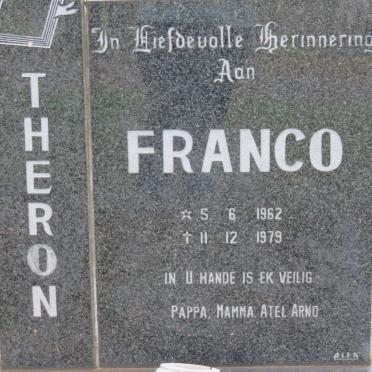 THERON
In Liefdevolle Herinnering
Aan
FRANCO
☆ 5 6 1962
† 11 12 1979
IN U HANDE IS EK VEILIG
PAPPA, MAMMA, ATEL ARNO